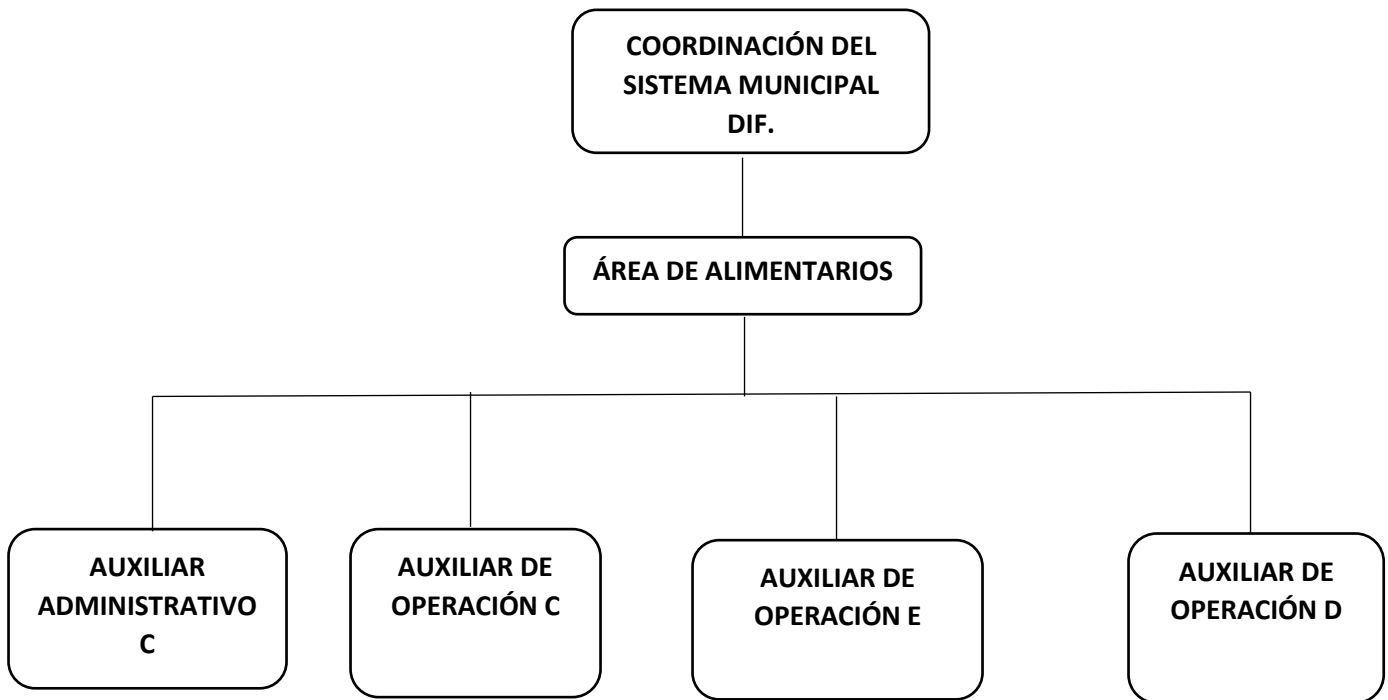 COORDINACIÓN DEL
SISTEMA MUNICIPAL
DIF.
ÁREA DE ALIMENTARIOS
AUXILIAR
ADMINISTRATIVO
C
AUXILIAR DE
OPERACIÓN C
AUXILIAR DE
OPERACIÓN E
AUXILIAR DE
OPERACIÓN D